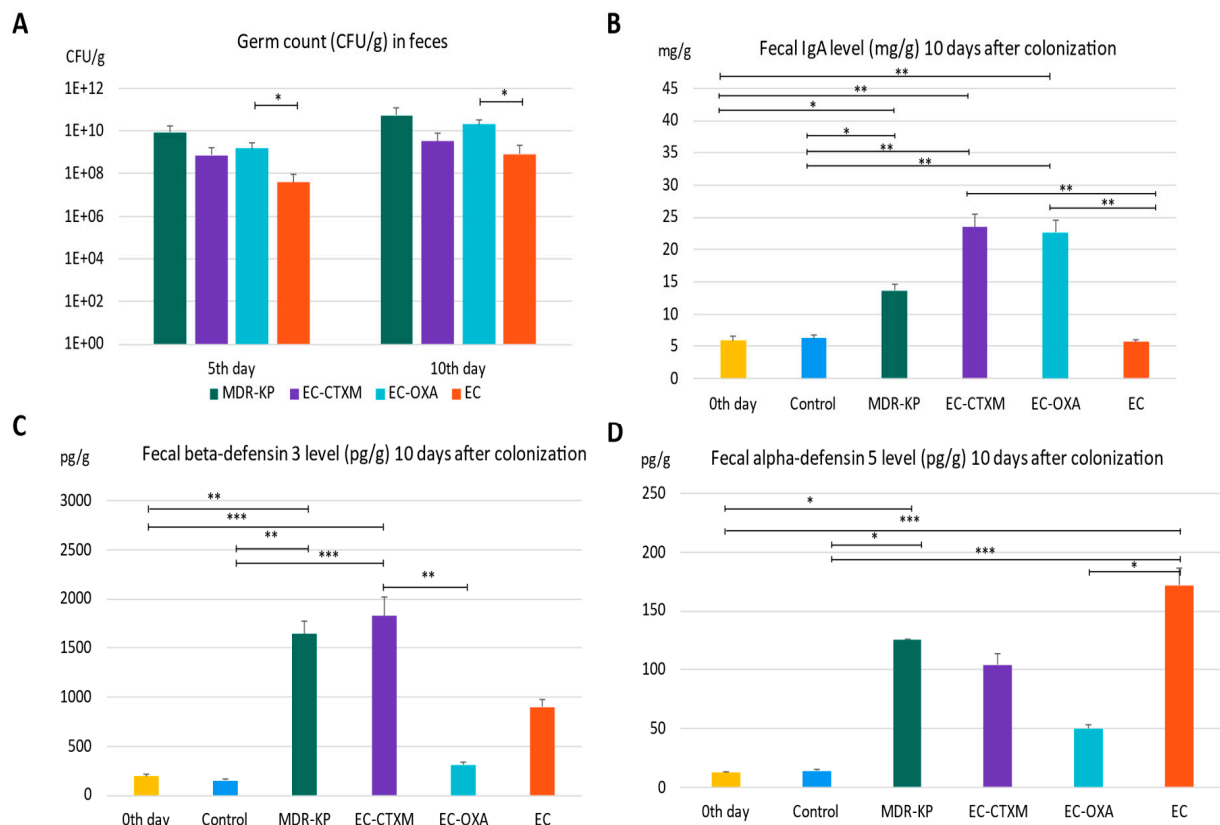 A
Germ count (CFU/g) in feces
CFU/g
1E+12
1E+10
1E+08
1E+06
1E+04
1E+02
1E+00
*
*
5th day
10th day
MDR-KP
EC-CTXM
EC-OXA
EC
B
Fecal IgA level (mg/g) 10 days after colonization
mg/g
45
40
35
30
25
20
15
10
5
0
**
**
*
*
**
**
**
**
0th day
Control
MDR-KP
EC-CTXM
EC-OXA
EC
C
Fecal beta-defensin 3 level (pg/g) 10 days after colonization
pg/g
3000
2500
2000
1500
1000
500
0
**
***
**
***
**
0th day
Control
MDR-KP
EC-CTXM
EC-OXA
EC
D
Fecal alpha-defensin 5 level (pg/g) 10 days after colonization
pg/g
250
200
150
100
50
0
*
***
*
***
*
0th day
Control
MDR-KP
EC-CTXM
EC-OXA
EC